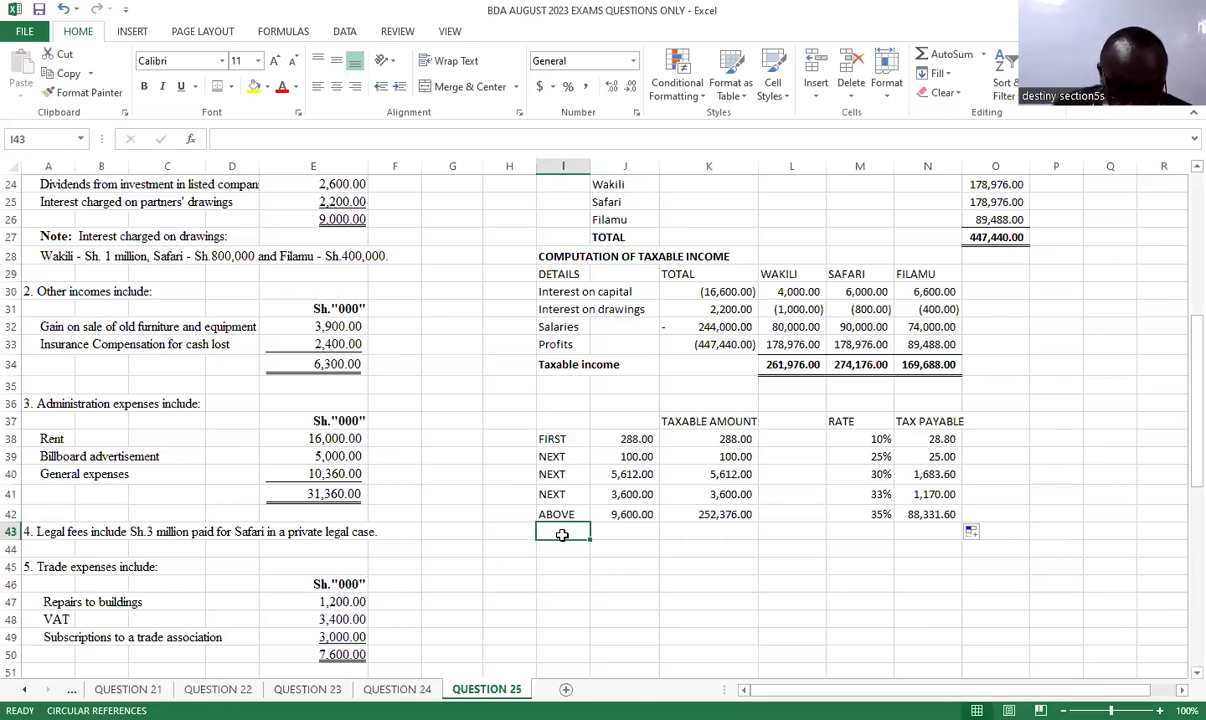 BDA AUGUST 2023 EXAMS QUESTIONS ONLY - Excel
FILE HOME INSERT PAGE LAYOUT FORMULAS DATA REVIEW VIEW
Cut
Copy
Format Painter
Paste
Clipboard
Calibri 11
B I U
Font
Wrap Text
Merge & Center
Alignment
General
$ % ,
Number
Conditional Formatting
Format as Table
Cell Styles
Styles
Insert Delete Format
Cells
AutoSum
Fill
Clear
Sort &
Filter
Editing
destiny section5s
I43
fx
A B C D E F G H I J K L M N O P Q R
24 Dividends from investment in listed compan 2,600.00 Wakili 178,976.00
25 Interest charged on partners' drawings 2,200.00 Safari 178,976.00
26 9,000.00 Filamu 89,488.00
27 Note: Interest charged on drawings: TOTAL 447,440.00
28 Wakili - Sh. 1 million, Safari - Sh.800,000 and Filamu - Sh.400,000. COMPUTATION OF TAXABLE INCOME
29 DETAILS TOTAL WAKILI SAFARI FILAMU
30 2. Other incomes include: Interest on capital (16,600.00) 4,000.00 6,000.00 6,600.00
31 Sh."000" Interest on drawings 2,200.00 (1,000.00) (800.00) (400.00)
32 Gain on sale of old furniture and equipment 3,900.00 Salaries - 244,000.00 80,000.00 90,000.00 74,000.00
33 Insurance Compensation for cash lost 2,400.00 Profits (447,440.00) 178,976.00 178,976.00 89,488.00
34 6,300.00 Taxable income 261,976.00 274,176.00 169,688.00
35
36 3. Administration expenses include:
37 Sh."000" TAXABLE AMOUNT RATE TAX PAYABLE
38 Rent 16,000.00 FIRST 288.00 288.00 10% 28.80
39 Billboard advertisement 5,000.00 NEXT 100.00 100.00 25% 25.00
40 General expenses 10,360.00 NEXT 5,612.00 5,612.00 30% 1,683.60
41 31,360.00 NEXT 3,600.00 3,600.00 33% 1,170.00
42 ABOVE 9,600.00 252,376.00 35% 88,331.60
43 4. Legal fees include Sh.3 million paid for Safari in a private legal case.
44
45 5. Trade expenses include:
46 Sh."000"
47 Repairs to buildings 1,200.00
48 VAT 3,400.00
49 Subscriptions to a trade association 3,000.00
50 7,600.00
51
... QUESTION 21 QUESTION 22 QUESTION 23 QUESTION 24 QUESTION 25
READY CIRCULAR REFERENCES 100%